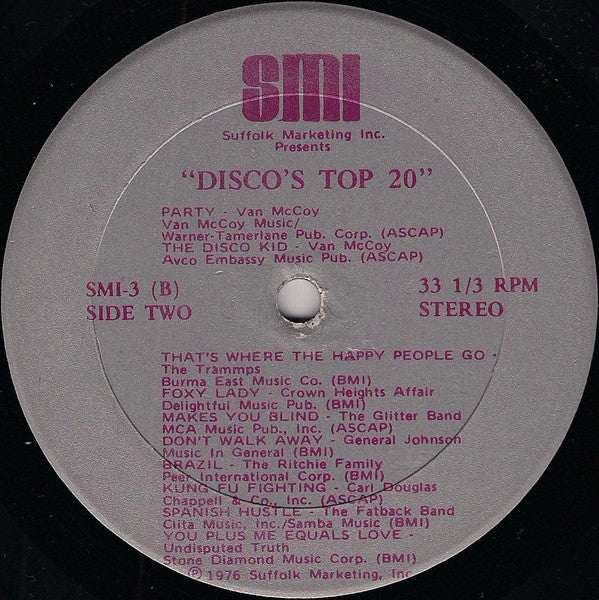 SMI
Suffolk Marketing Inc.
Presents
"DISCO'S TOP 20"
PARTY - Van McCoy
Van McCoy Music/
Warner-Tamerlane Pub. Corp. (ASCAP)
THE DISCO KID - Van McCoy
Avco Embassy Music Pub. (ASCAP)
SMI-3 (B)
SIDE TWO
33 1/3 RPM
STEREO
THAT'S WHERE THE HAPPY PEOPLE GO -
The Trammps
Burma East Music Co. (BMI)
FOXY LADY - Crown Heights Affair
Delightful Music Pub. (BMI)
MAKES YOU BLIND - The Glitter Band
MCA Music Pub., Inc. (ASCAP)
DON'T WALK AWAY - General Johnson
Music In General (BMI)
BRAZIL - The Ritchie Family
Peer International Corp. (BMI)
KUNG FU FIGHTING - Carl Douglas
Chappell & Co., Inc. (ASCAP)
SPANISH HUSTLE - The Fatback Band
Clita Music, Inc./Samba Music (BMI)
YOU PLUS ME EQUALS LOVE -
Undisputed Truth
Stone Diamond Music Corp. (BMI)
℗ 1976 Suffolk Marketing, Inc.